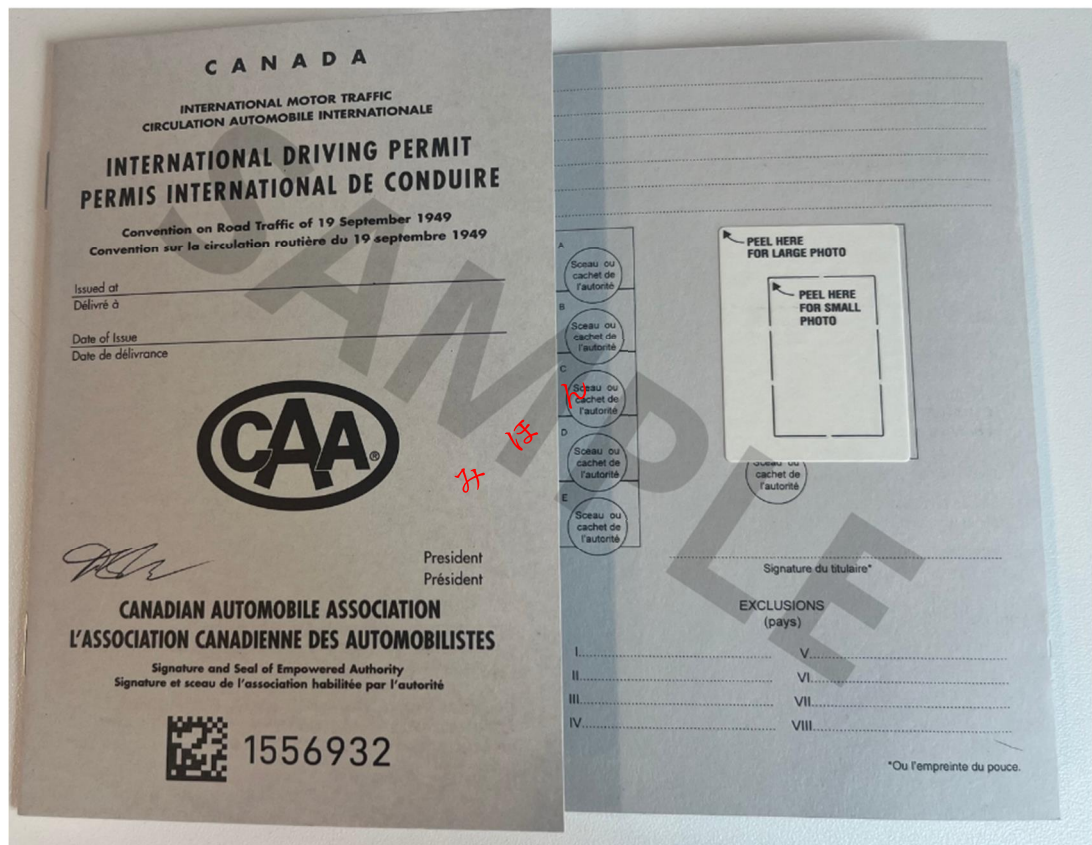 CANADA
INTERNATIONAL MOTOR TRAFFIC
CIRCULATION AUTOMOBILE INTERNATIONALE
INTERNATIONAL DRIVING PERMIT
PERMIS INTERNATIONAL DE CONDUIRE
Convention on Road Traffic of 19 September 1949
Convention sur la circulation routière du 19 septembre 1949
Issued at
Délivré à
Date of Issue
Date de délivrance
CAA®
President
Président
CANADIAN AUTOMOBILE ASSOCIATION
L'ASSOCIATION CANADIENNE DES AUTOMOBILISTES
Signature and Seal of Empowered Authority
Signature et sceau de l'association habilitée par l'autorité
1556932
SAMPLE
みほん
A
Sceau ou
cachet de
l'autorité
B
Sceau ou
cachet de
l'autorité
C
Sceau ou
cachet de
l'autorité
D
Sceau ou
cachet de
l'autorité
E
Sceau ou
cachet de
l'autorité
PEEL HERE
FOR LARGE PHOTO
PEEL HERE
FOR SMALL
PHOTO
Sceau ou
cachet de
l'autorité
Signature du titulaire*
EXCLUSIONS
(pays)
I
II
III
IV
V
VI
VII
VIII
*Ou l'empreinte du pouce.